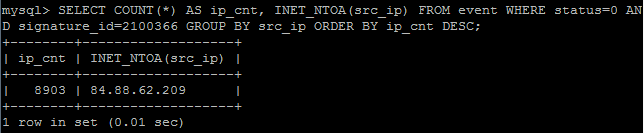 mysql> SELECT COUNT(*) AS ip_cnt, INET_NTOA(src_ip) FROM event WHERE status=0 AN
D signature_id=2100366 GROUP BY src_ip ORDER BY ip_cnt DESC;
+--------+-------------------+
| ip_cnt | INET_NTOA(src_ip) |
+--------+-------------------+
|   8903 | 84.88.62.209      |
+--------+-------------------+
1 row in set (0.01 sec)